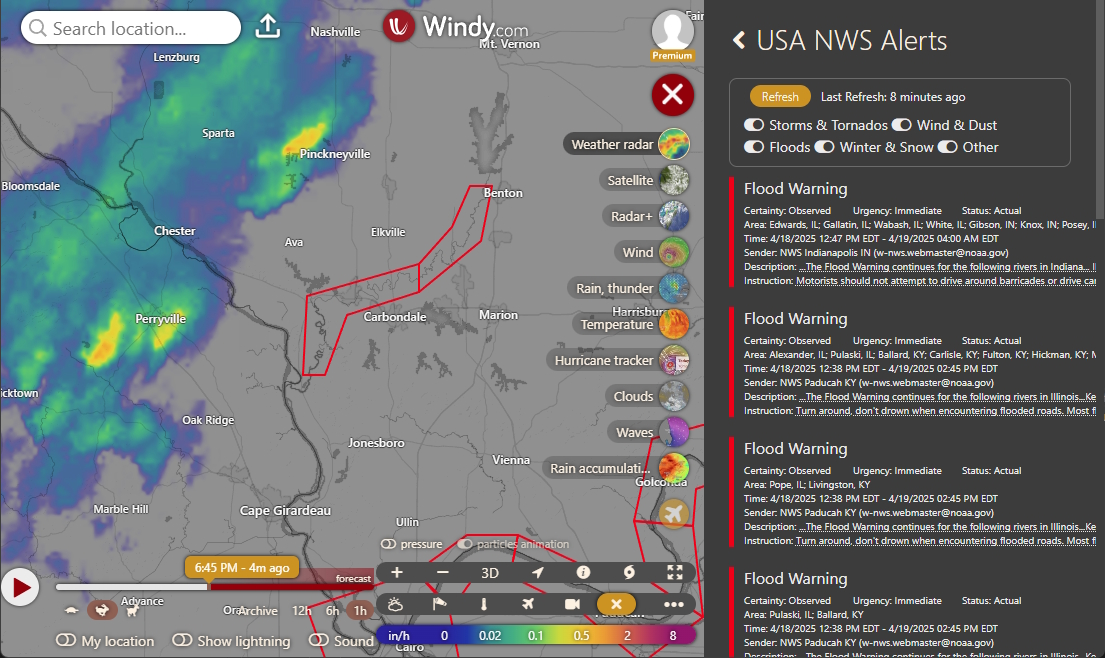 Search location...
Windy.com
Premium
Nashville
Mt. Vernon
Fair
Lenzburg
Sparta
Pinckneyville
Bloomsdale
Benton
Chester
Ava
Elkville
Carbondale
Marion
Harrisbur
Perryville
icktown
Oak Ridge
Jonesboro
Vienna
Golconda
Marble Hill
Cape Girardeau
Ullin
Advance
Cairo
Weather radar
Satellite
Radar+
Wind
Rain, thunder
Temperature
Hurricane tracker
Clouds
Waves
Rain accumulati...
pressure
particles animation
6:45 PM - 4m ago
forecast
3D
Archive 12h 6h 1h
My location
Show lightning
Sound
in/h 0 0.02 0.1 0.5 2 8
USA NWS Alerts
Refresh
Last Refresh: 8 minutes ago
Storms & Tornados Wind & Dust
Floods Winter & Snow Other
Flood Warning
Certainty: Observed Urgency: Immediate Status: Actual
Area: Edwards, IL; Gallatin, IL; Wabash, IL; White, IL; Gibson, IN; Knox, IN; Posey, I
Time: 4/18/2025 12:47 PM EDT - 4/19/2025 04:00 AM EDT
Sender: NWS Indianapolis IN (w-nws.webmaster@noaa.gov)
Description: ...The Flood Warning continues for the following rivers in Indiana... Il
Instruction: Motorists should not attempt to drive around barricades or drive car
Flood Warning
Certainty: Observed Urgency: Immediate Status: Actual
Area: Alexander, IL; Pulaski, IL; Ballard, KY; Carlisle, KY; Fulton, KY; Hickman, KY; M
Time: 4/18/2025 12:38 PM EDT - 4/19/2025 02:45 PM EDT
Sender: NWS Paducah KY (w-nws.webmaster@noaa.gov)
Description: ...The Flood Warning continues for the following rivers in Illinois...Ke
Instruction: Turn around, don't drown when encountering flooded roads. Most fl
Flood Warning
Certainty: Observed Urgency: Immediate Status: Actual
Area: Pope, IL; Livingston, KY
Time: 4/18/2025 12:38 PM EDT - 4/19/2025 02:45 PM EDT
Sender: NWS Paducah KY (w-nws.webmaster@noaa.gov)
Description: ...The Flood Warning continues for the following rivers in Illinois...Ke
Instruction: Turn around, don't drown when encountering flooded roads. Most fl
Flood Warning
Certainty: Observed Urgency: Immediate Status: Actual
Area: Pulaski, IL; Ballard, KY
Time: 4/18/2025 12:38 PM EDT - 4/19/2025 02:45 PM EDT
Sender: NWS Paducah KY (w-nws.webmaster@noaa.gov)
Description: ...The Flood Warning continues for the following rivers in Illinois...Ke